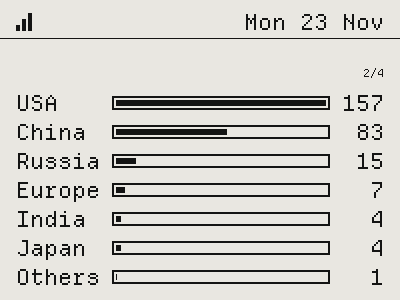 Mon 23 Nov
2/4
USA 157
China 83
Russia 15
Europe 7
India 4
Japan 4
Others 1